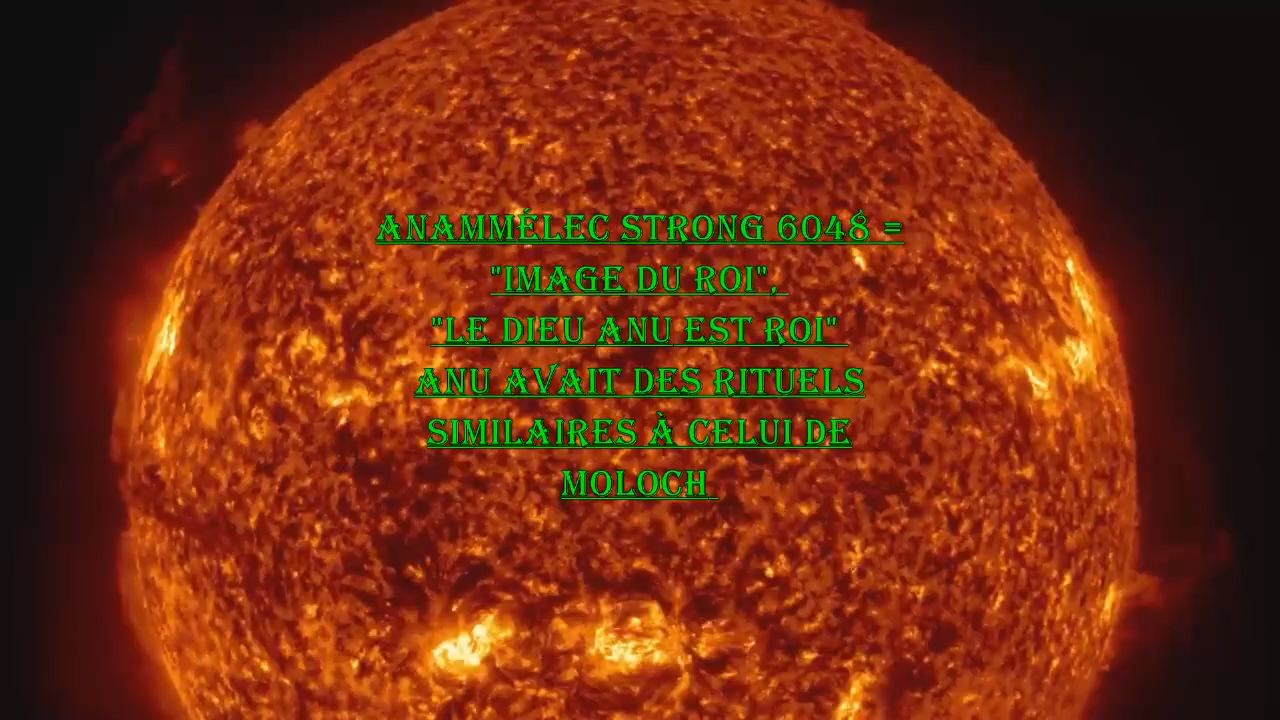 ANAMMÉLEC STRONG 6048 =
"IMAGE DU ROI",
"LE DIEU ANU EST ROI"
ANU AVAIT DES RITUELS
SIMILAIRES À CELUI DE
MOLOCH